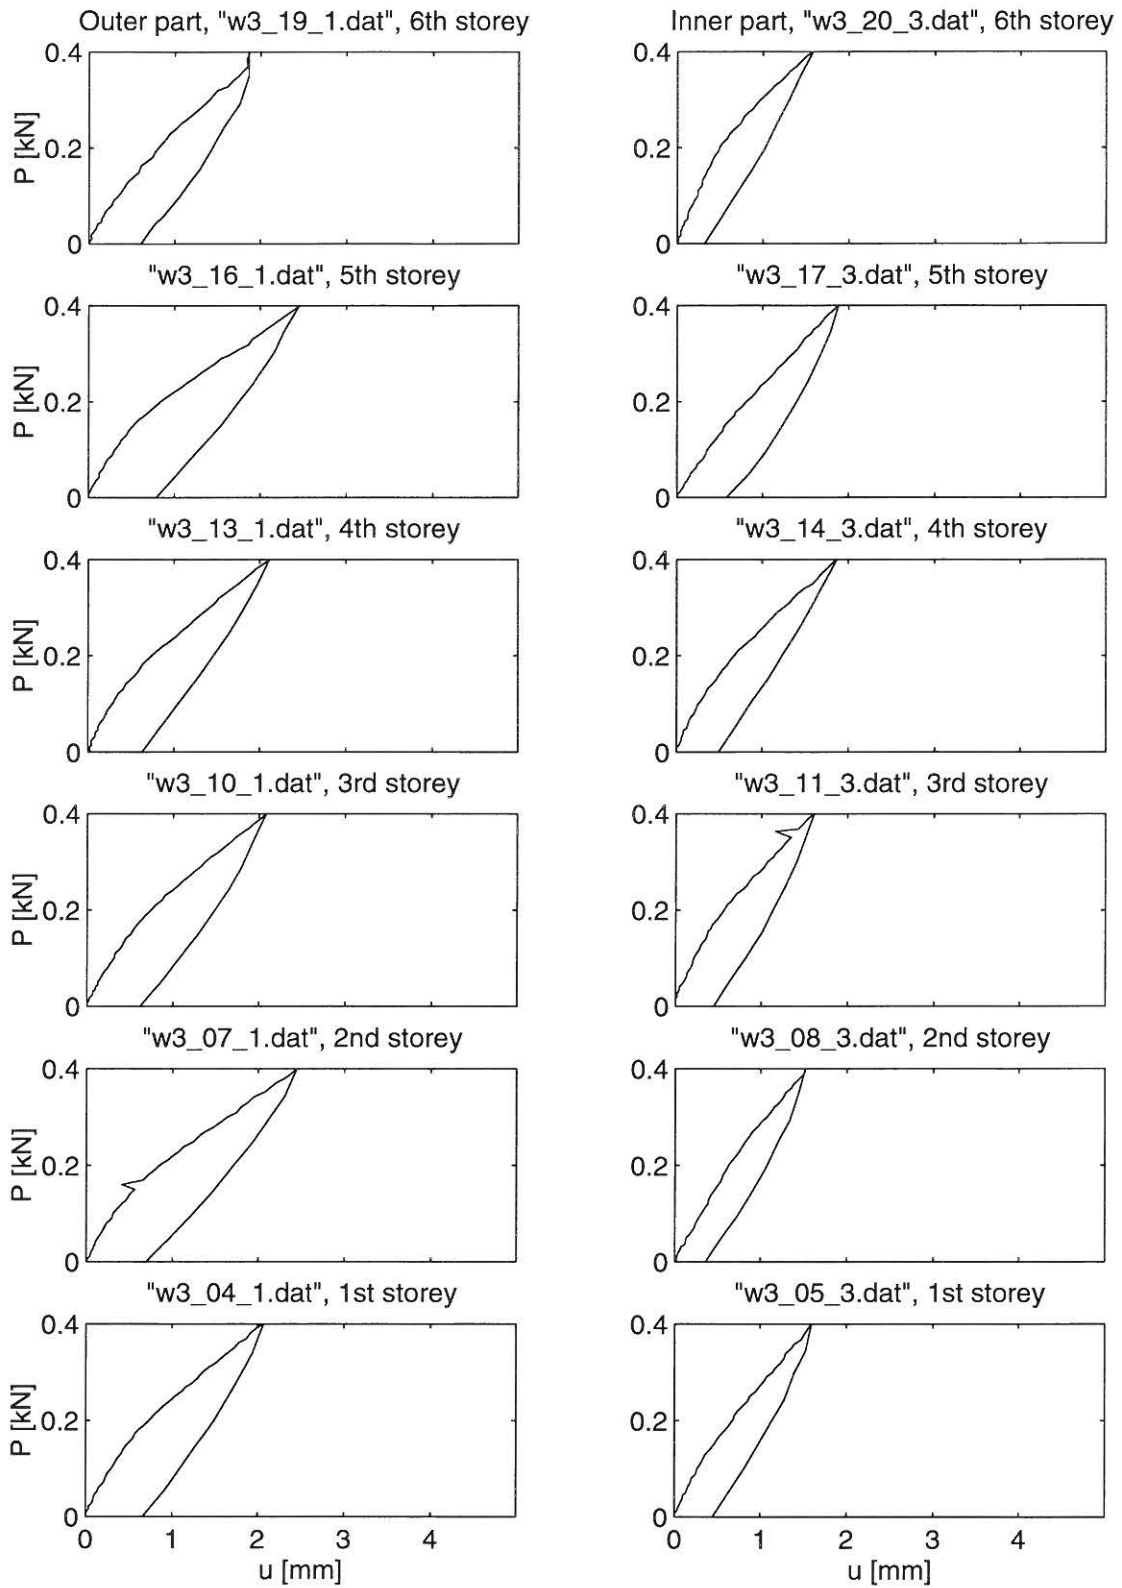 Outer part, "w3_19_1.dat", 6th storey
0.4
P [kN]
0.2
0
Inner part, "w3_20_3.dat", 6th storey
0.4
0.2
0
"w3_16_1.dat", 5th storey
0.4
P [kN]
0.2
0
"w3_17_3.dat", 5th storey
0.4
0.2
0
"w3_13_1.dat", 4th storey
0.4
P [kN]
0.2
0
"w3_14_3.dat", 4th storey
0.4
0.2
0
"w3_10_1.dat", 3rd storey
0.4
P [kN]
0.2
0
"w3_11_3.dat", 3rd storey
0.4
0.2
0
"w3_07_1.dat", 2nd storey
0.4
P [kN]
0.2
0
"w3_08_3.dat", 2nd storey
0.4
0.2
0
"w3_04_1.dat", 1st storey
0.4
P [kN]
0.2
0
0 1 2 3 4
u [mm]
"w3_05_3.dat", 1st storey
0.4
0.2
0
0 1 2 3 4
u [mm]